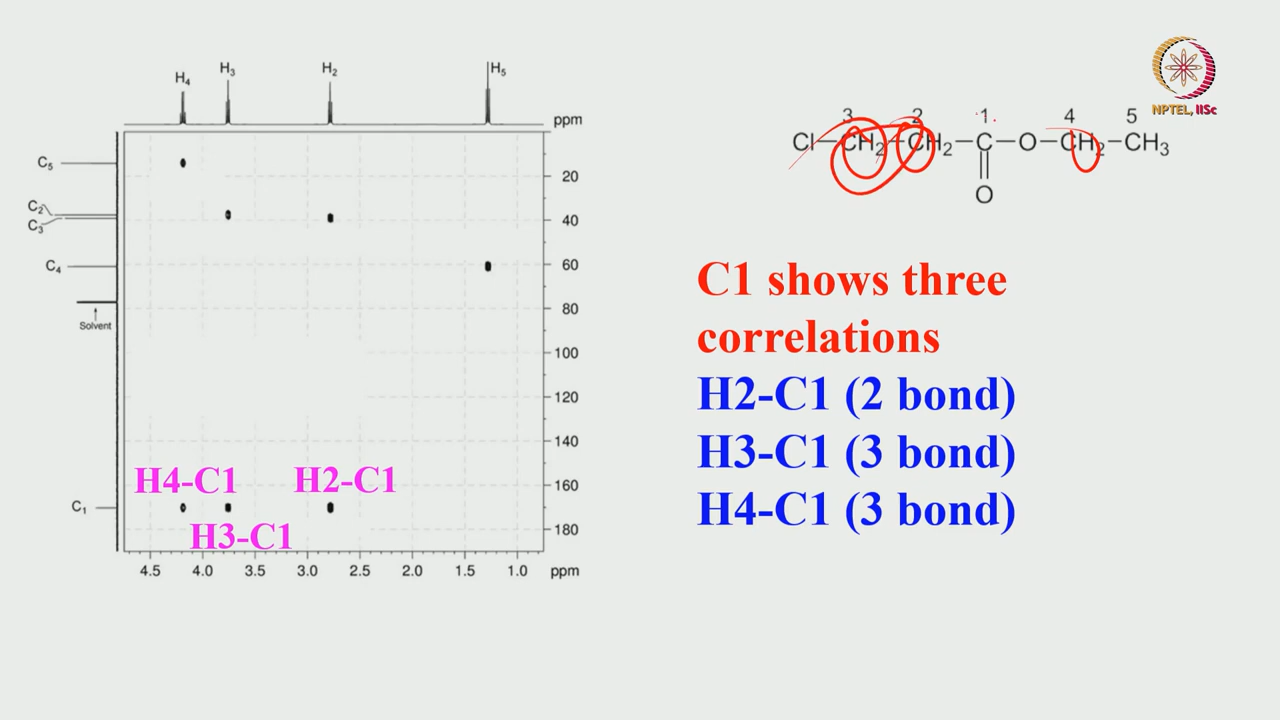 NPTEL, IISc
H₄ H₃ H₂ H₅
ppm
C₅
20
C₂
C₃
40
C₄
60
80
Solvent
100
120
140
160
C₁
180
H4-C1 H2-C1
H3-C1
4.5 4.0 3.5 3.0 2.5 2.0 1.5 1.0 ppm
3 2 1 4 5
Cl–CH₂–CH₂–C–O–CH₂–CH₃
O
C1 shows three
correlations
H2-C1 (2 bond)
H3-C1 (3 bond)
H4-C1 (3 bond)